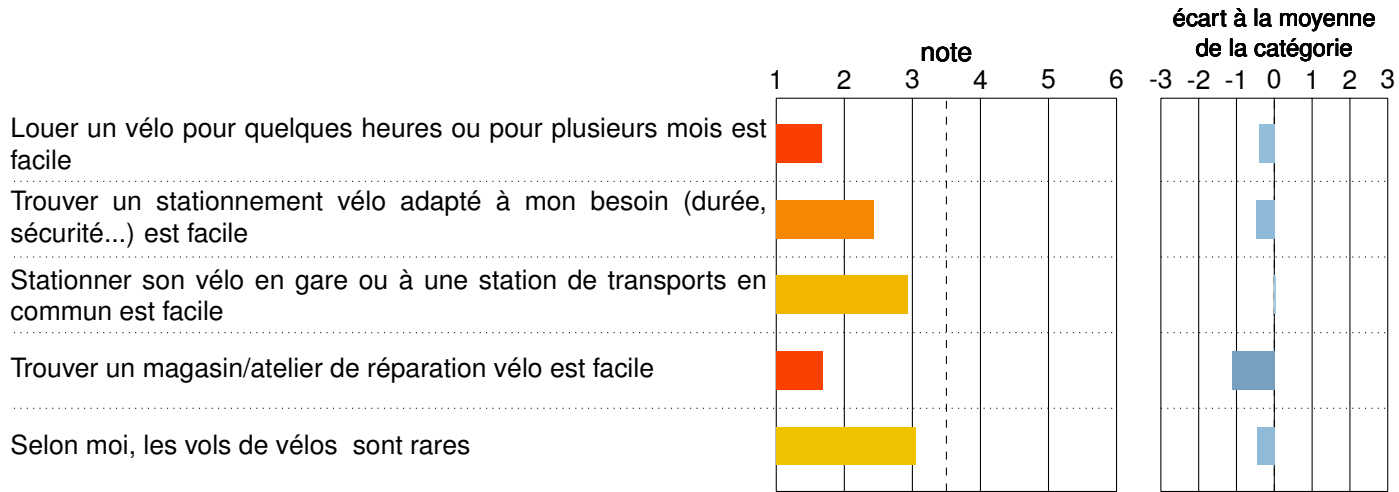 écart à la moyenne
de la catégorie
note
1 2 3 4 5 6
-3 -2 -1 0 1 2 3
Louer un vélo pour quelques heures ou pour plusieurs mois est
facile
Trouver un stationnement vélo adapté à mon besoin (durée,
sécurité...) est facile
Stationner son vélo en gare ou à une station de transports en
commun est facile
Trouver un magasin/atelier de réparation vélo est facile
Selon moi, les vols de vélos sont rares